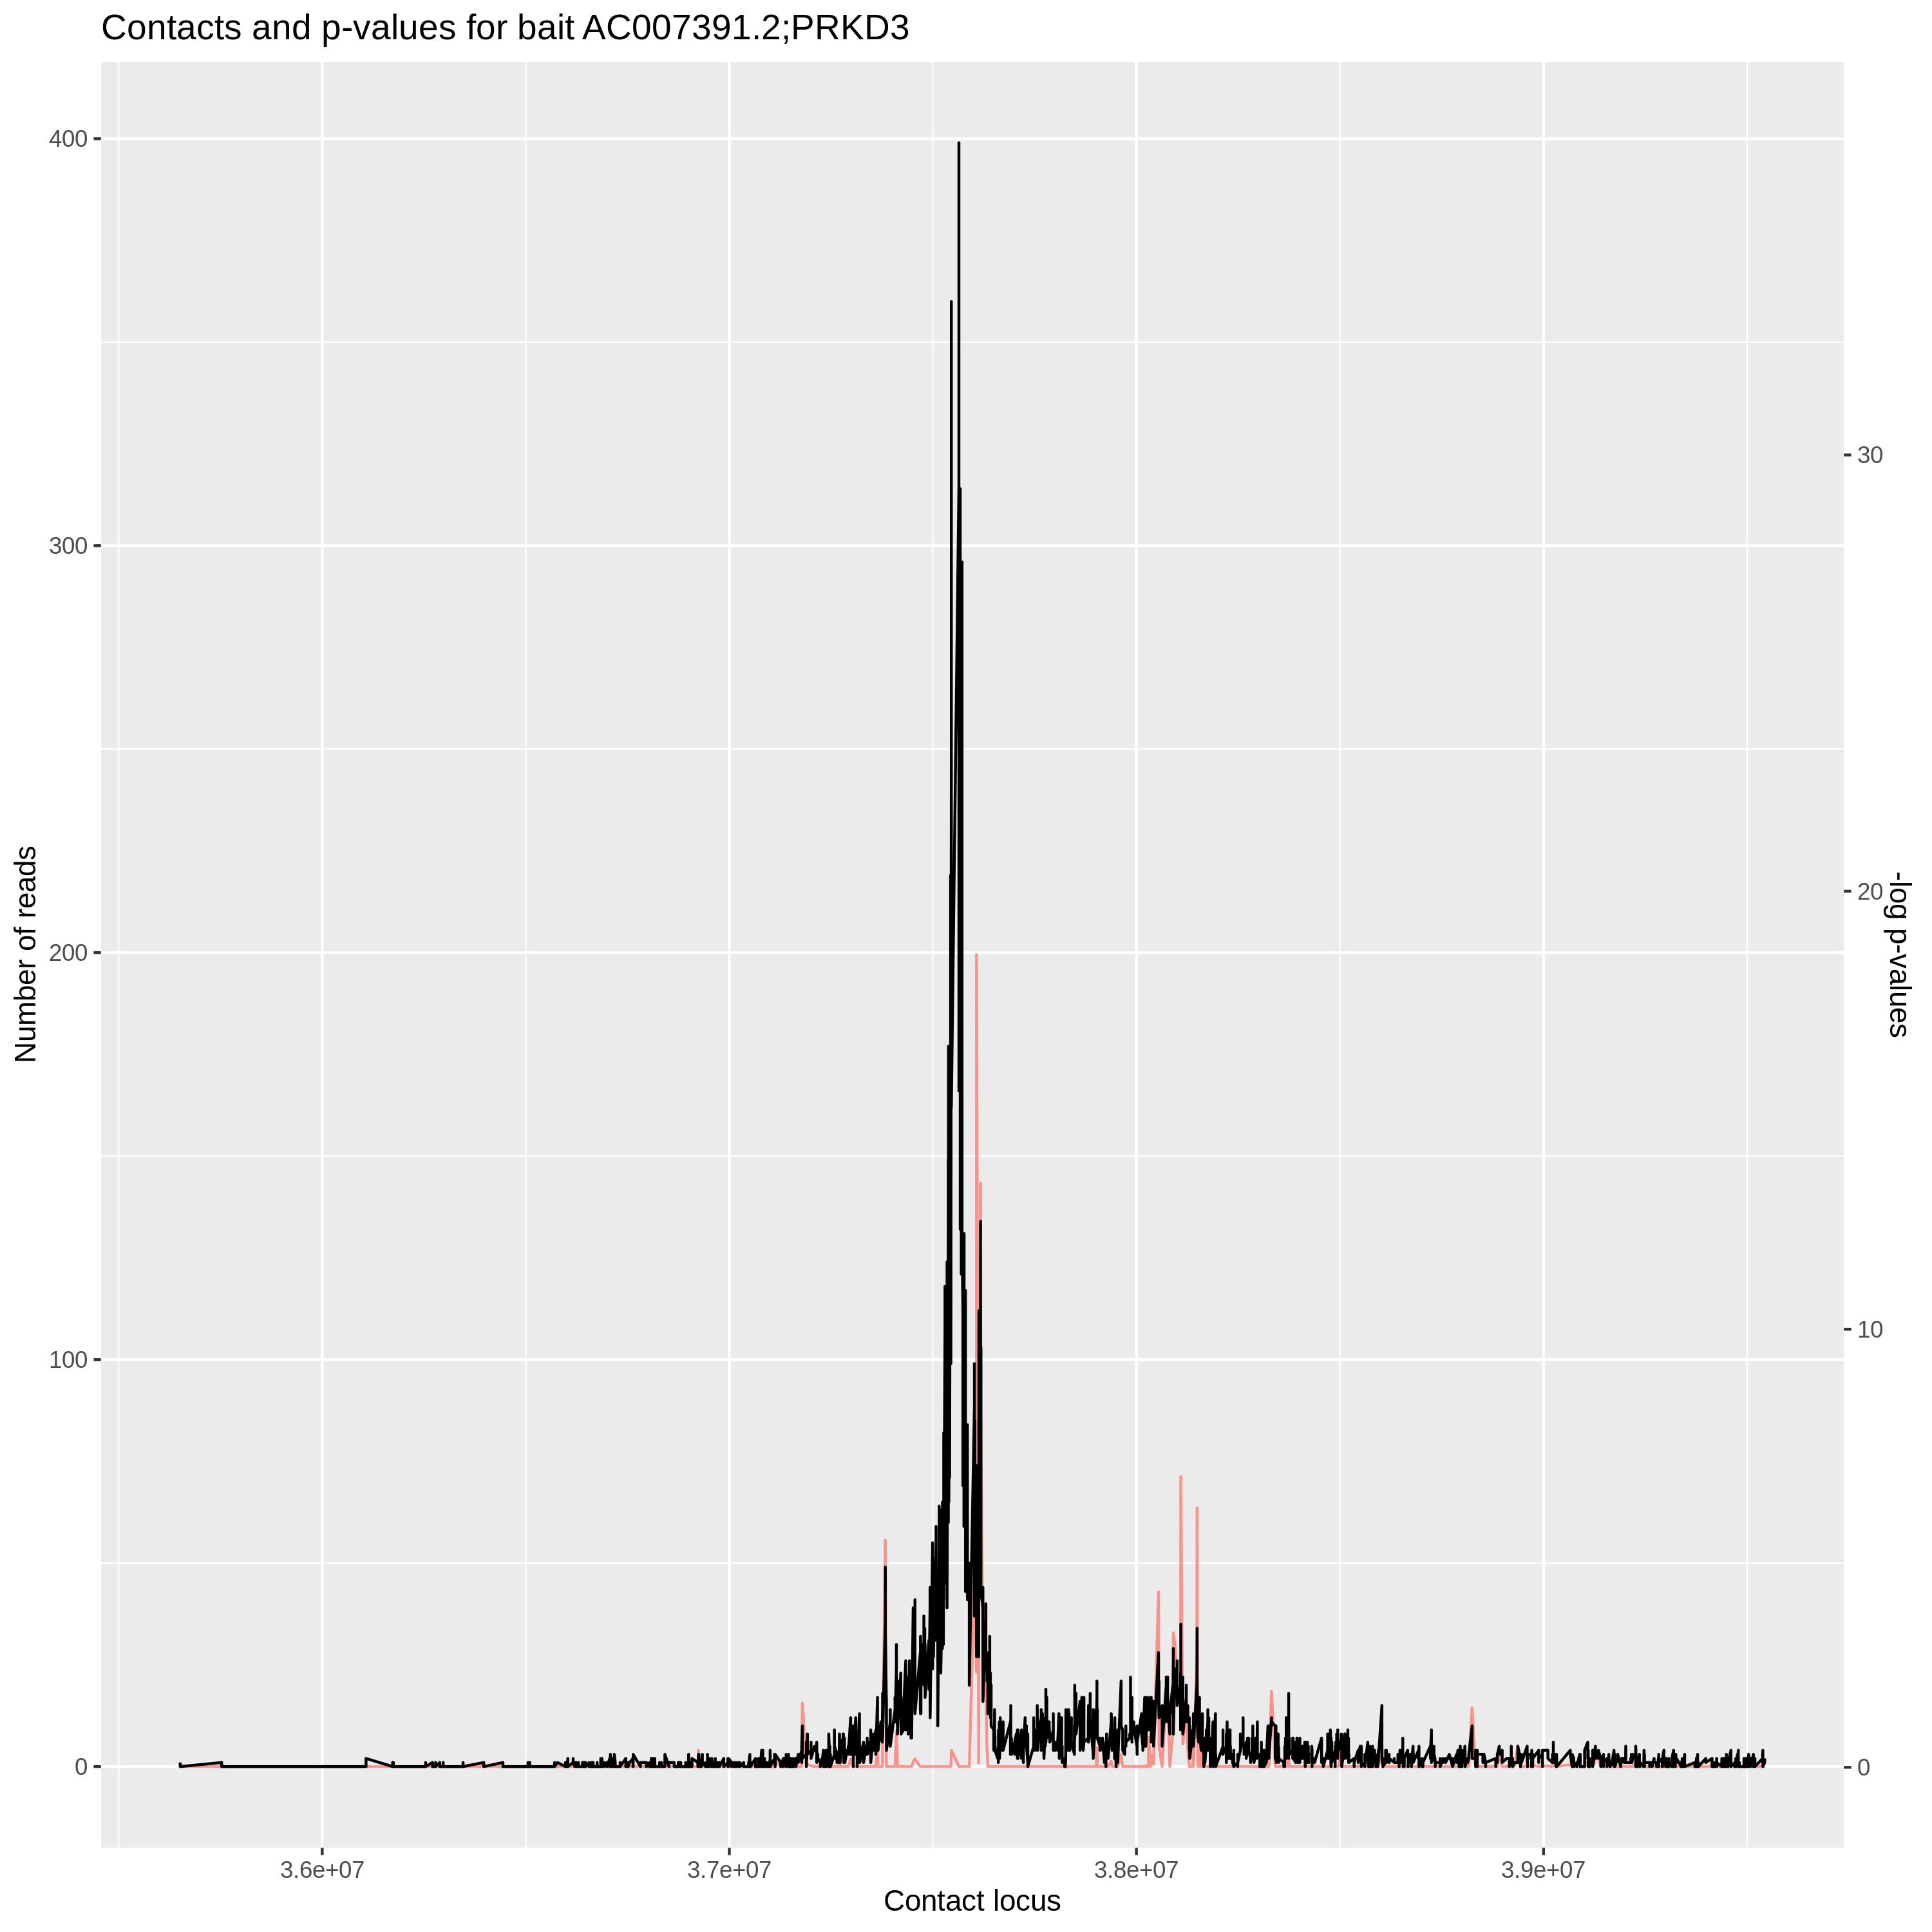 Contacts and p-values for bait AC007391.2;PRKD3
400
300
200
100
0
Number of reads
30
20
10
0
-log p-values
3.6e+07
3.7e+07
3.8e+07
3.9e+07
Contact locus